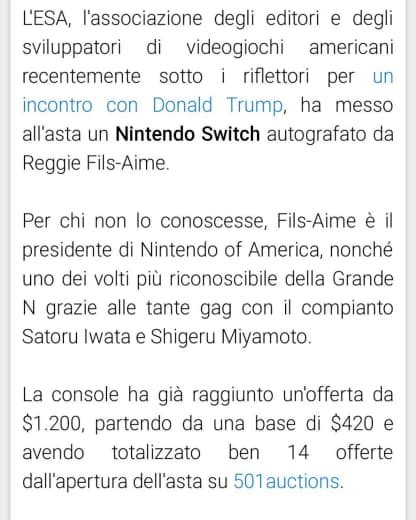 L'ESA, l'associazione degli editori e degli
sviluppatori di videogiochi americani
recentemente sotto i riflettori per un
incontro con Donald Trump, ha messo
all'asta un Nintendo Switch autografato da
Reggie Fils-Aime.
Per chi non lo conoscesse, Fils-Aime è il
presidente di Nintendo of America, nonché
uno dei volti più riconoscibile della Grande
N grazie alle tante gag con il compianto
Satoru Iwata e Shigeru Miyamoto.
La console ha già raggiunto un'offerta da
$1.200, partendo da una base di $420 e
avendo totalizzato ben 14 offerte
dall'apertura dell'asta su 501auctions.